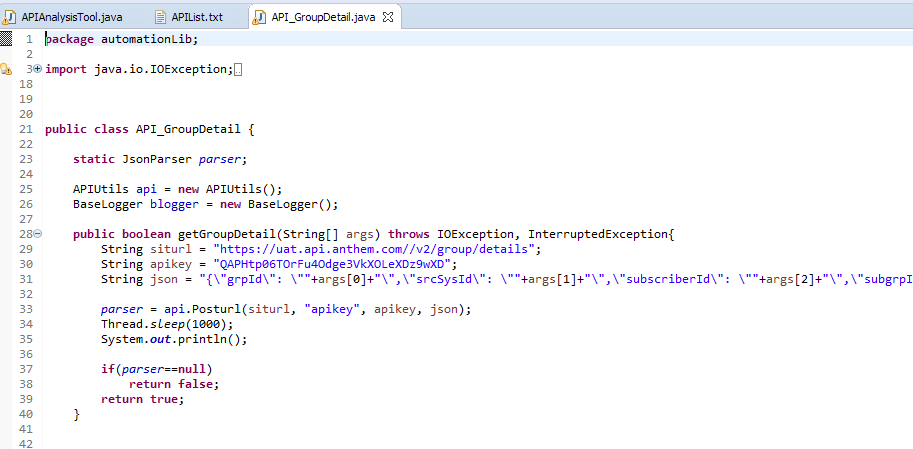 APIAnalysisTool.java APIList.txt API_GroupDetail.java
1 package automationLib;
2
3 import java.io.IOException;
18
19
20
21 public class API_GroupDetail {
22
23 static JsonParser parser;
24
25 APIUtils api = new APIUtils();
26 BaseLogger blogger = new BaseLogger();
27
28 public boolean getGroupDetail(String[] args) throws IOException, InterruptedException{
29 String siturl = "https://uat.api.anthem.com//v2/group/details";
30 String apikey = "QAPHtp06TOrFu4Odge3VkXOLeXDz9wXD";
31 String json = "{\"grpId\": \""+args[0]+"\",\"srcSysId\": \""+args[1]+"\",\"subscriberId\": \""+args[2]+"\",\"subgrpI
32
33 parser = api.Posturl(siturl, "apikey", apikey, json);
34 Thread.sleep(1000);
35 System.out.println();
36
37 if(parser==null)
38 return false;
39 return true;
40 }
41
42